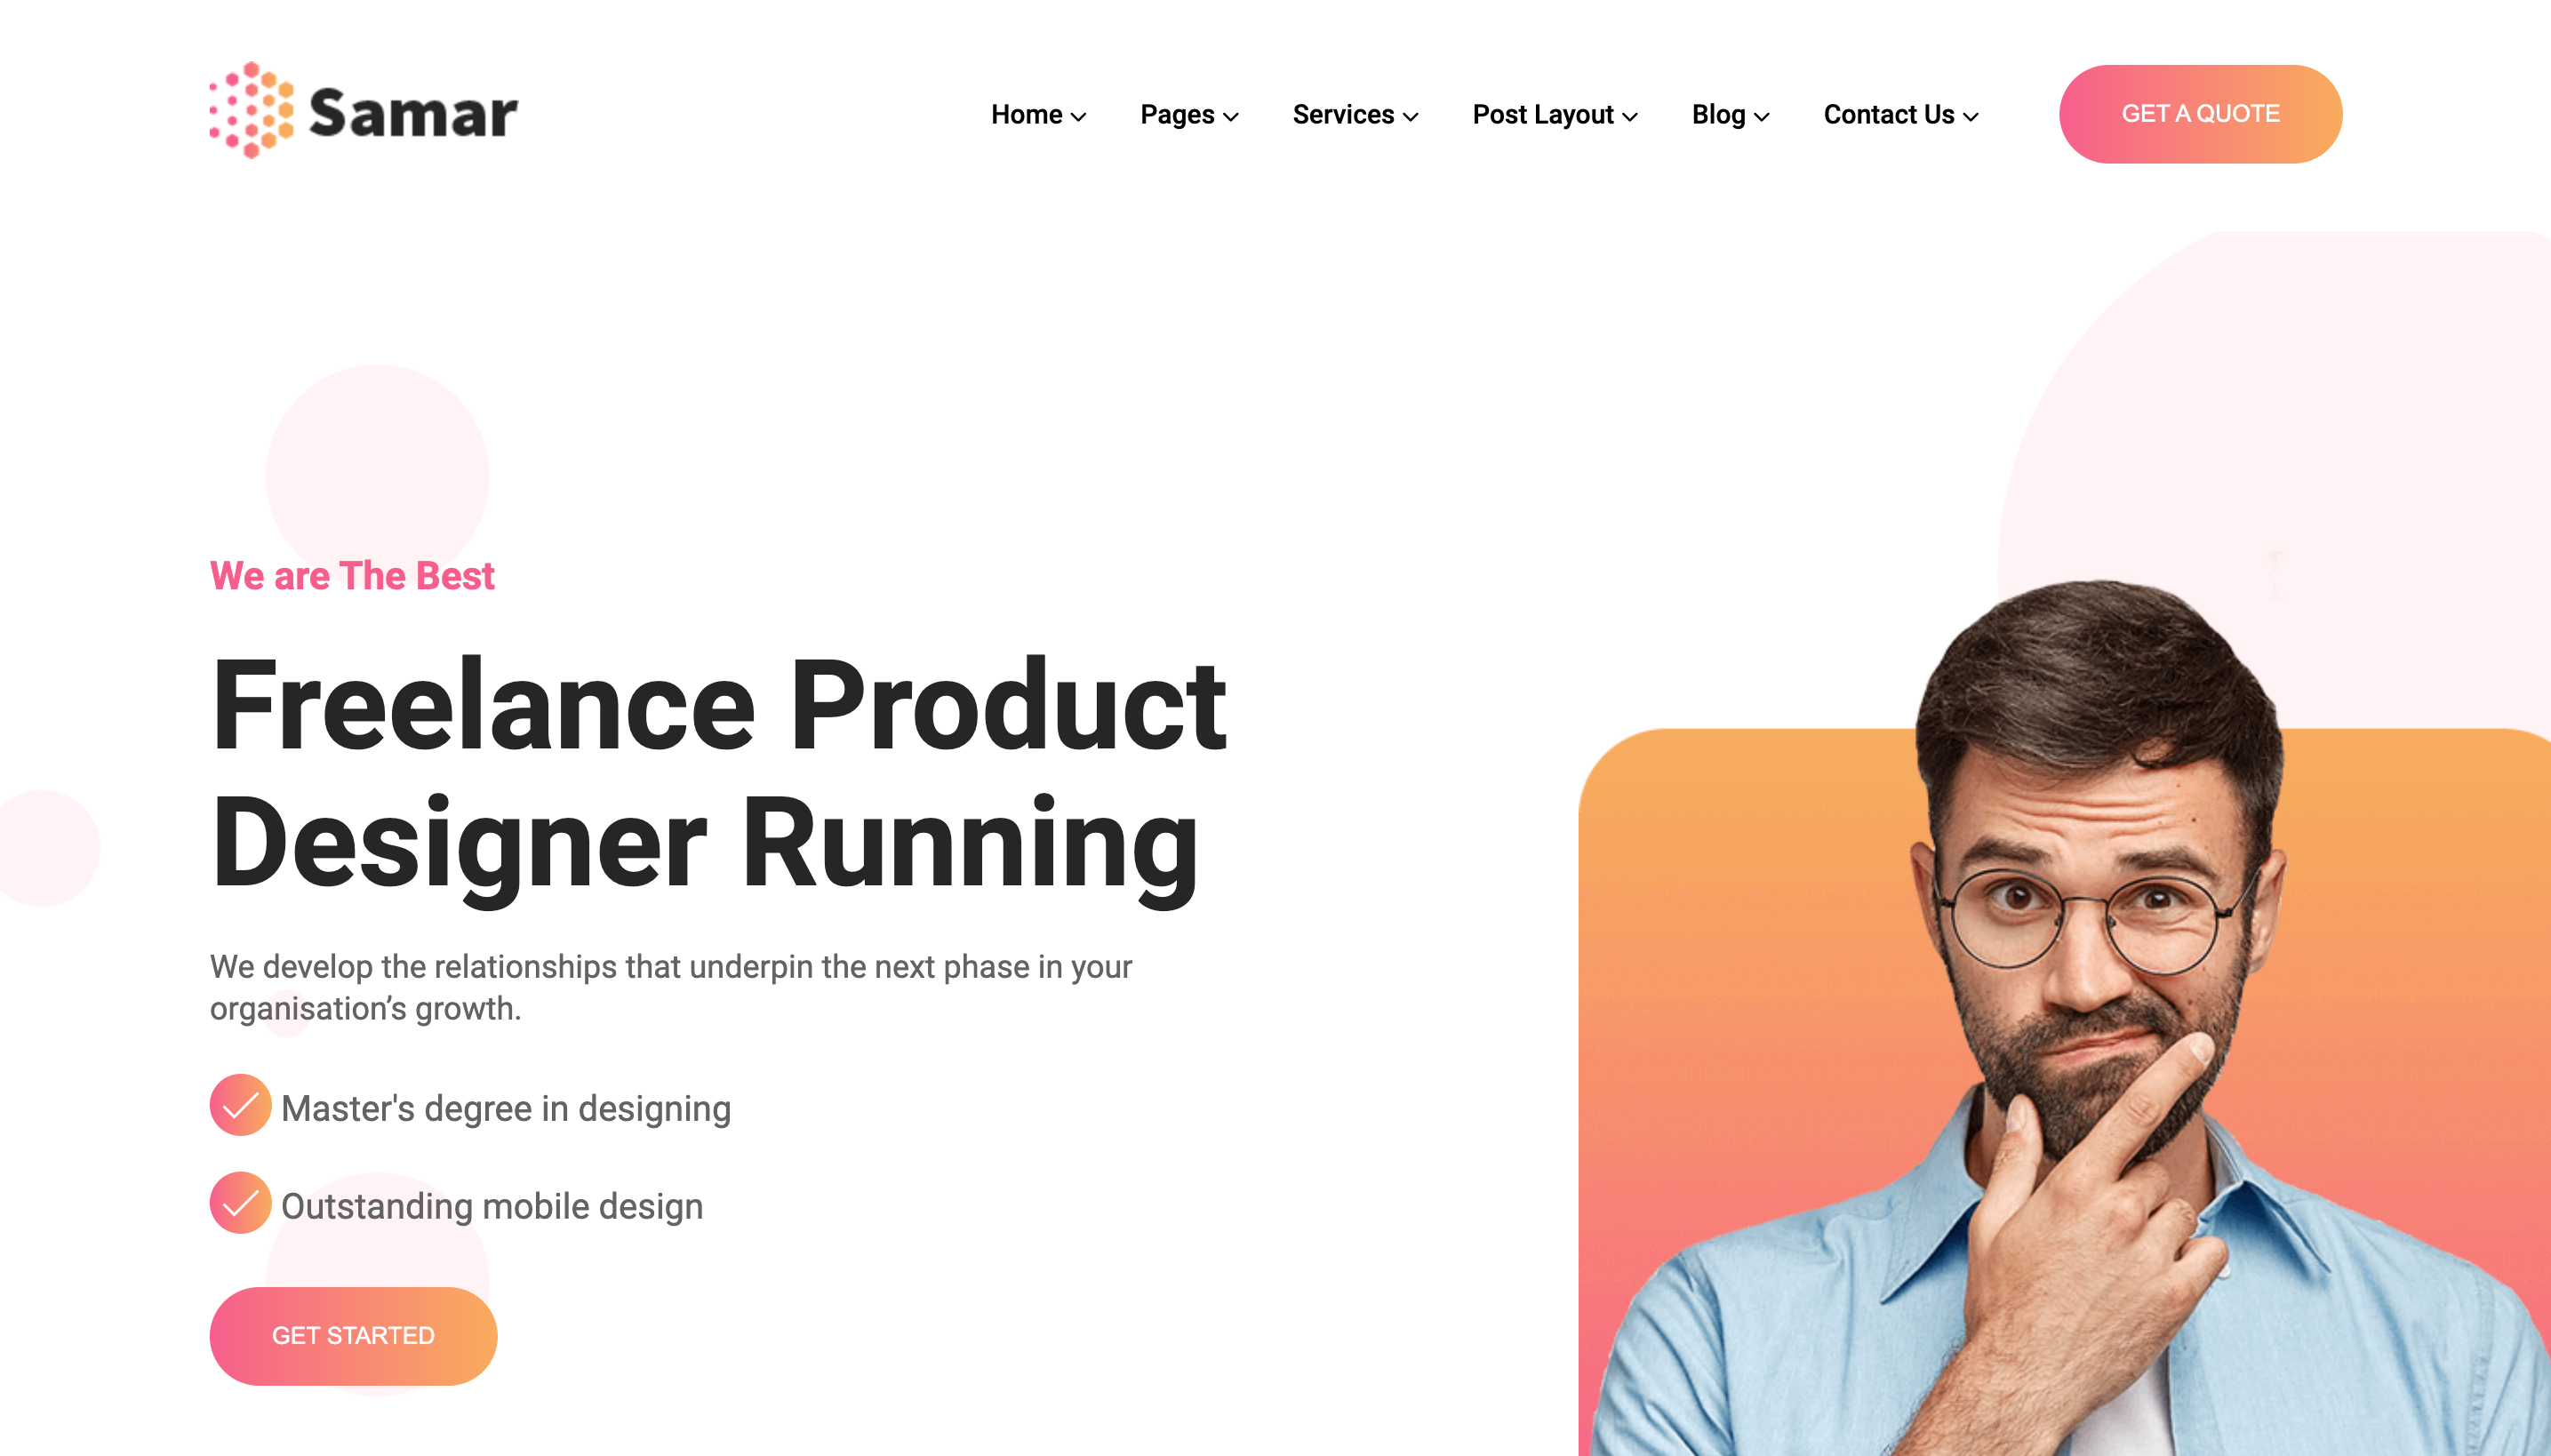 Samar
Home
Pages
Services
Post Layout
Blog
Contact Us
GET A QUOTE
We are The Best
Freelance Product
Designer Running
We develop the relationships that underpin the next phase in your
organisation’s growth.
Master's degree in designing
Outstanding mobile design
GET STARTED